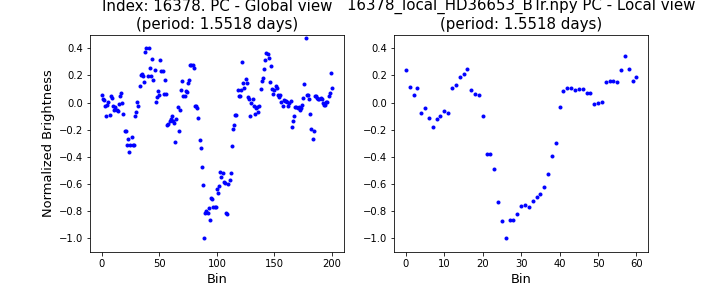 Index: 16378. PC - Global view
(period: 1.5518 days)
16378_local_HD36653_BTr.npy PC - Local view
(period: 1.5518 days)
Normalized Brightness
0.4
0.2
0.0
−0.2
−0.4
−0.6
−0.8
−1.0
0 50 100 150 200
Bin
0.4
0.2
0.0
−0.2
−0.4
−0.6
−0.8
−1.0
0 10 20 30 40 50 60
Bin